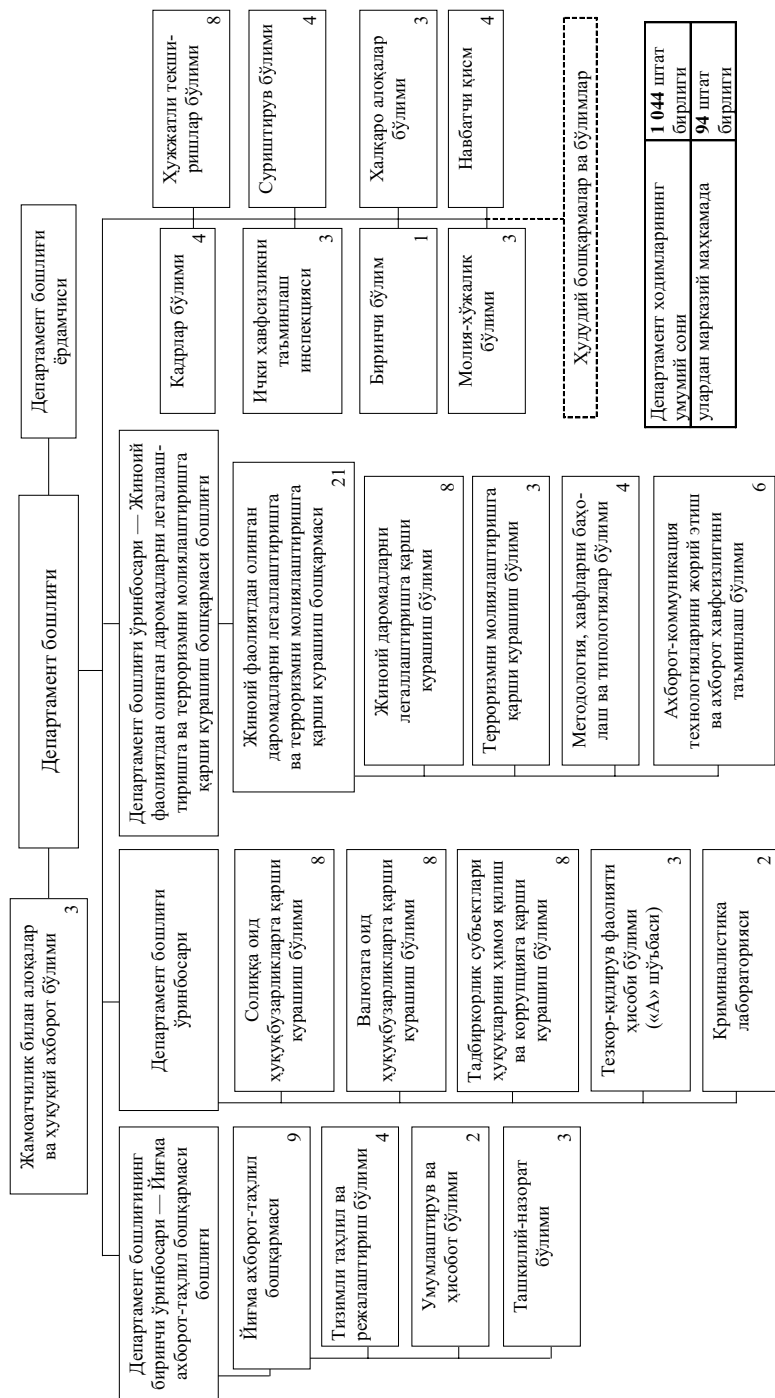 Жамоатчилик билан алоқалар
ва ҳуқуқий ахборот бўлими
3
Департамент бошлиғи
Департамент бошлиғи
ёрдамчиси
Департамент бошлиғининг
биринчи ўринбосари — Йиғма
ахборот-таҳлил бошқармаси
бошлиғи
Йиғма ахборот-таҳлил
бошқармаси
9
Тизимли таҳлил ва
режалаштириш бўлими
4
Умумлаштирув ва
ҳисобот бўлими
2
Ташкилий-назорат
бўлими
3
Департамент бошлиғи
ўринбосари
Солиққа оид
ҳуқуқбузарликларга қарши
курашиш бўлими
8
Валютага оид
ҳуқуқбузарликларга қарши
курашиш бўлими
8
Тадбиркорлик субъектлари
ҳуқуқларини ҳимоя қилиш
ва коррупцияга қарши
курашиш бўлими
8
Тезкор-қидирув фаолияти
ҳисоби бўлими
(«А» шўъбаси)
3
Криминалистика
лабораторияси
2
Департамент бошлиғи ўринбосари — Жиноий
фаолиятдан олинган даромадларни легаллаш-
тиришга ва терроризмни молиялаштиришга
қарши курашиш бошқармаси бошлиғи
Жиноий фаолиятдан олинган
даромадларни легаллаштиришга
ва терроризмни молиялаштиришга
қарши курашиш бошқармаси
21
Жиноий даромадларни
легаллаштиришга қарши
курашиш бўлими
8
Терроризмни молиялаштиришга
қарши курашиш бўлими
3
Методология, хавфларни баҳо-
лаш ва типологиялар бўлими
4
Ахборот-коммуникация
технологияларини жорий этиш
ва ахборот хавфсизлигини
таъминлаш бўлими
6
Кадрлар бўлими
4
Ички хавфсизликни
таъминлаш
инспекцияси
3
Биринчи бўлим
1
Молия-хўжалик
бўлими
3
Ҳужжатли текши-
ришлар бўлими
8
Суриштирув бўлими
4
Халқаро алоқалар
бўлими
3
Навбатчи қисм
4
Ҳудудий бошқармалар ва бўлимлар
Департамент ходимларининг
умумий сони
1 044 штат
бирлиги
улардан марказий маҳкамада
94 штат
бирлиги